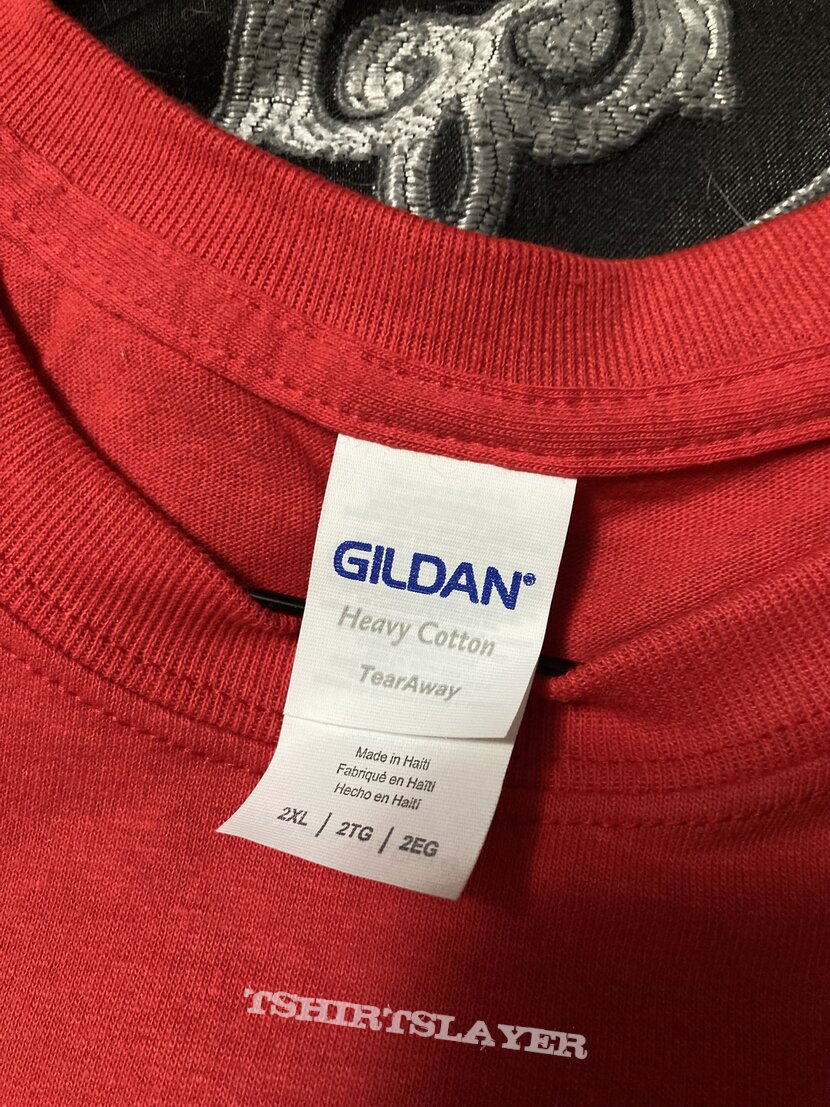 GILDAN®
Heavy Cotton
TearAway
Made in Haiti
Fabriqué en Haïti
Hecho en Haití
2XL / 2TG / 2EG
TSHIRTSLAYER